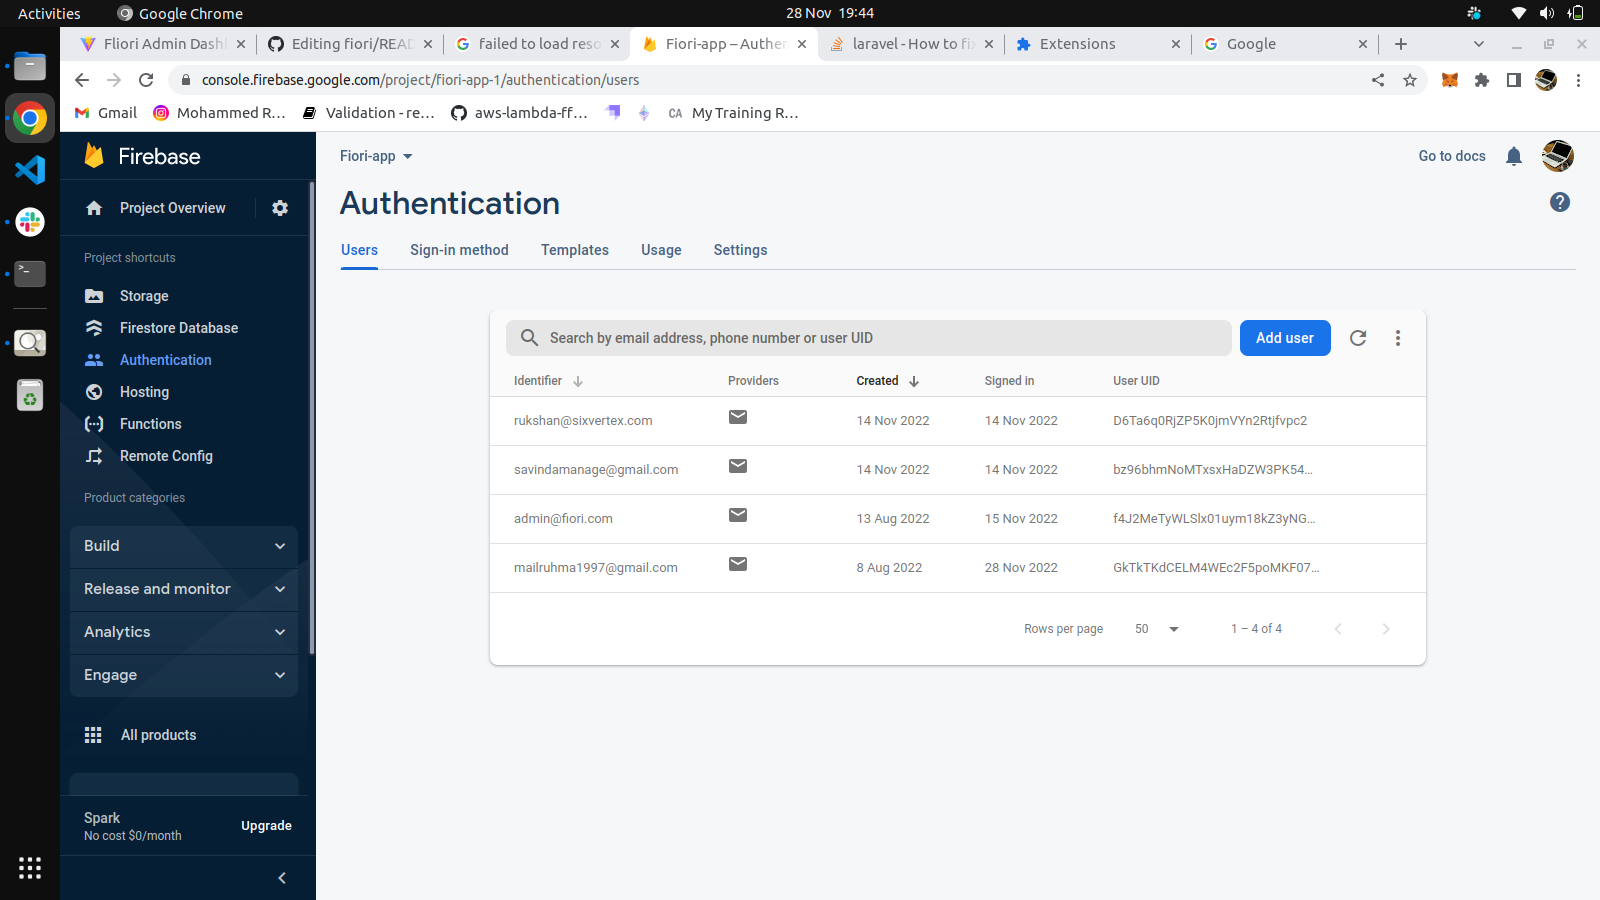 Activities
Google Chrome
28 Nov 19:44
Fliori Admin Dash
Editing fiori/READ
failed to load reso
Fiori-app – Authen
laravel - How to fix
Extensions
Google
console.firebase.google.com/project/fiori-app-1/authentication/users
Gmail
Mohammed R...
Validation - re...
aws-lambda-ff...
CA My Training R...
Firebase
Fiori-app
Go to docs
Project Overview
Authentication
Users
Sign-in method
Templates
Usage
Settings
Project shortcuts
Storage
Firestore Database
Authentication
Hosting
Functions
Remote Config
Product categories
Build
Release and monitor
Analytics
Engage
All products
Spark
No cost $0/month
Upgrade
Search by email address, phone number or user UID
Add user
Identifier
Providers
Created
Signed in
User UID
rukshan@sixvertex.com 14 Nov 2022 14 Nov 2022 D6Ta6q0RjZP5K0jmVYn2Rtjfvpc2
savindamanage@gmail.com 14 Nov 2022 14 Nov 2022 bz96bhmNoMTxsxHaDZW3PK54...
admin@fiori.com 13 Aug 2022 15 Nov 2022 f4J2MeTyWLSlx01uym18kZ3yNG...
mailruhma1997@gmail.com 8 Aug 2022 28 Nov 2022 GkTkTKdCELM4WEc2F5poMKF07...
Rows per page 50 1 – 4 of 4